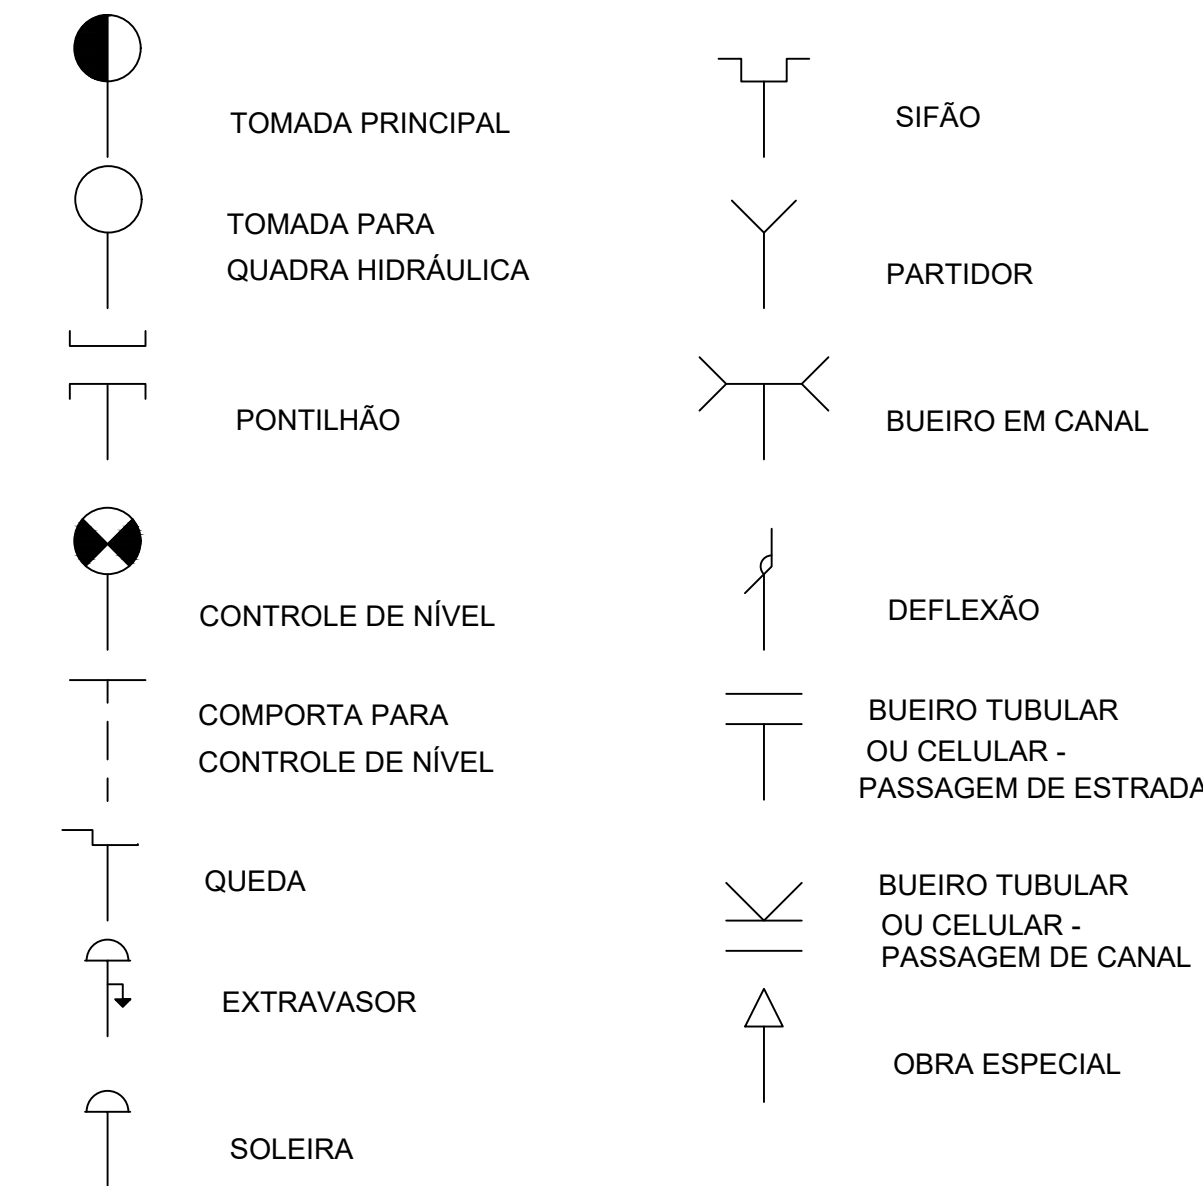 TOMADA PRINCIPAL
TOMADA PARA
QUADRA HIDRÁULICA
PONTILHÃO
CONTROLE DE NÍVEL
COMPORTA PARA
CONTROLE DE NÍVEL
QUEDA
EXTRAVASOR
SOLEIRA
SIFÃO
PARTIDOR
BUEIRO EM CANAL
DEFLEXÃO
BUEIRO TUBULAR
OU CELULAR -
PASSAGEM DE ESTRADA
BUEIRO TUBULAR
OU CELULAR -
PASSAGEM DE CANAL
OBRA ESPECIAL